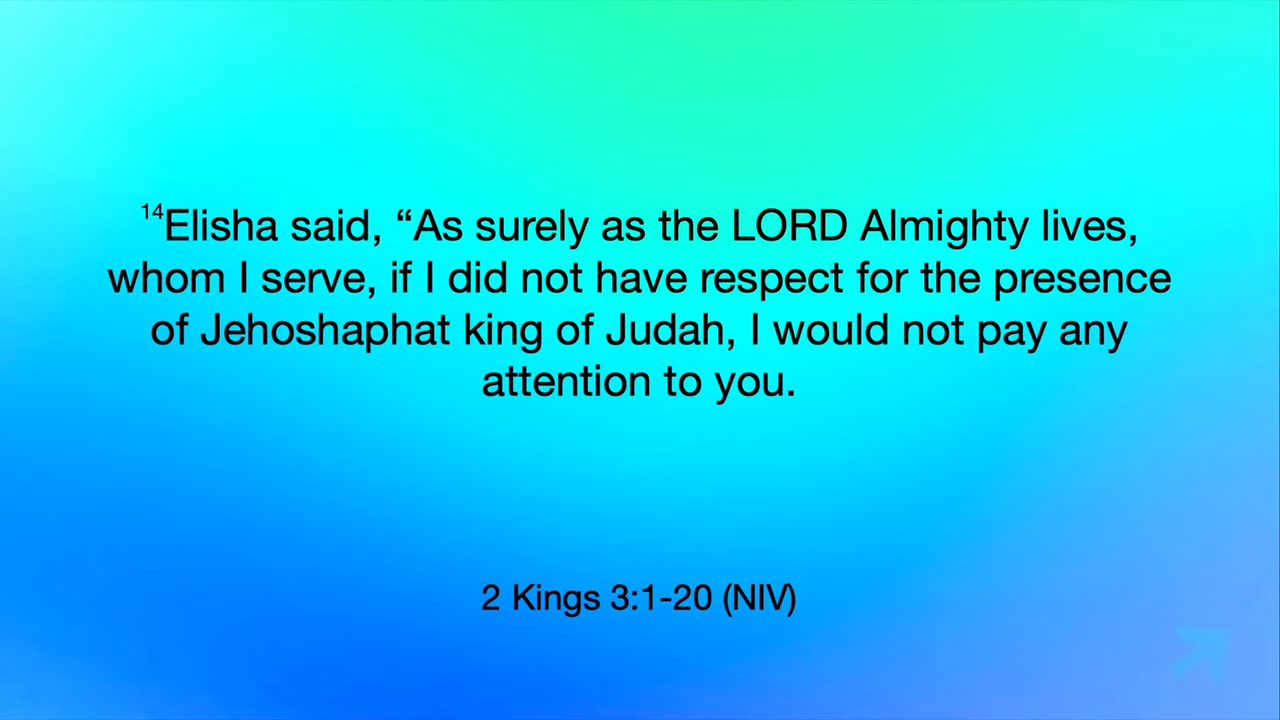 14Elisha said, “As surely as the LORD Almighty lives,
whom I serve, if I did not have respect for the presence
of Jehoshaphat king of Judah, I would not pay any
attention to you.
2 Kings 3:1-20 (NIV)